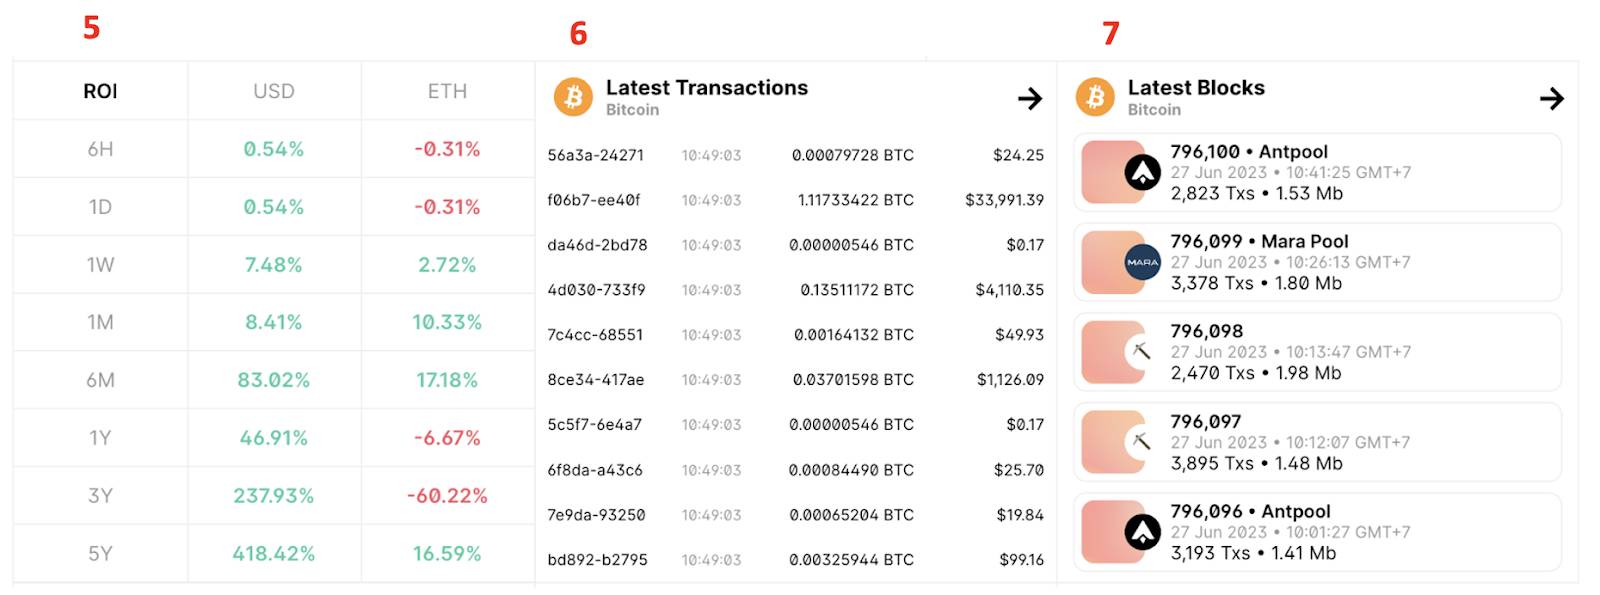 5
6
7
ROI USD ETH
6H 0.54% -0.31%
1D 0.54% -0.31%
1W 7.48% 2.72%
1M 8.41% 10.33%
6M 83.02% 17.18%
1Y 46.91% -6.67%
3Y 237.93% -60.22%
5Y 418.42% 16.59%
Latest Transactions
Bitcoin
56a3a-24271 10:49:03 0.00079728 BTC $24.25
f06b7-ee40f 10:49:03 1.11733422 BTC $33,991.39
da46d-2bd78 10:49:03 0.00000546 BTC $0.17
4d030-733f9 10:49:03 0.13511172 BTC $4,110.35
7c4cc-68551 10:49:03 0.00164132 BTC $49.93
8ce34-417ae 10:49:03 0.03701598 BTC $1,126.09
5c5f7-6e4a7 10:49:03 0.00000546 BTC $0.17
6f8da-a43c6 10:49:03 0.00084490 BTC $25.70
7e9da-93250 10:49:03 0.00065204 BTC $19.84
bd892-b2795 10:49:03 0.00325944 BTC $99.16
Latest Blocks
Bitcoin
796,100 • Antpool
27 Jun 2023 • 10:41:25 GMT+7
2,823 Txs • 1.53 Mb
MARA
796,099 • Mara Pool
27 Jun 2023 • 10:26:13 GMT+7
3,378 Txs • 1.80 Mb
796,098
27 Jun 2023 • 10:13:47 GMT+7
2,470 Txs • 1.98 Mb
796,097
27 Jun 2023 • 10:12:07 GMT+7
3,895 Txs • 1.48 Mb
796,096 • Antpool
27 Jun 2023 • 10:01:27 GMT+7
3,193 Txs • 1.41 Mb